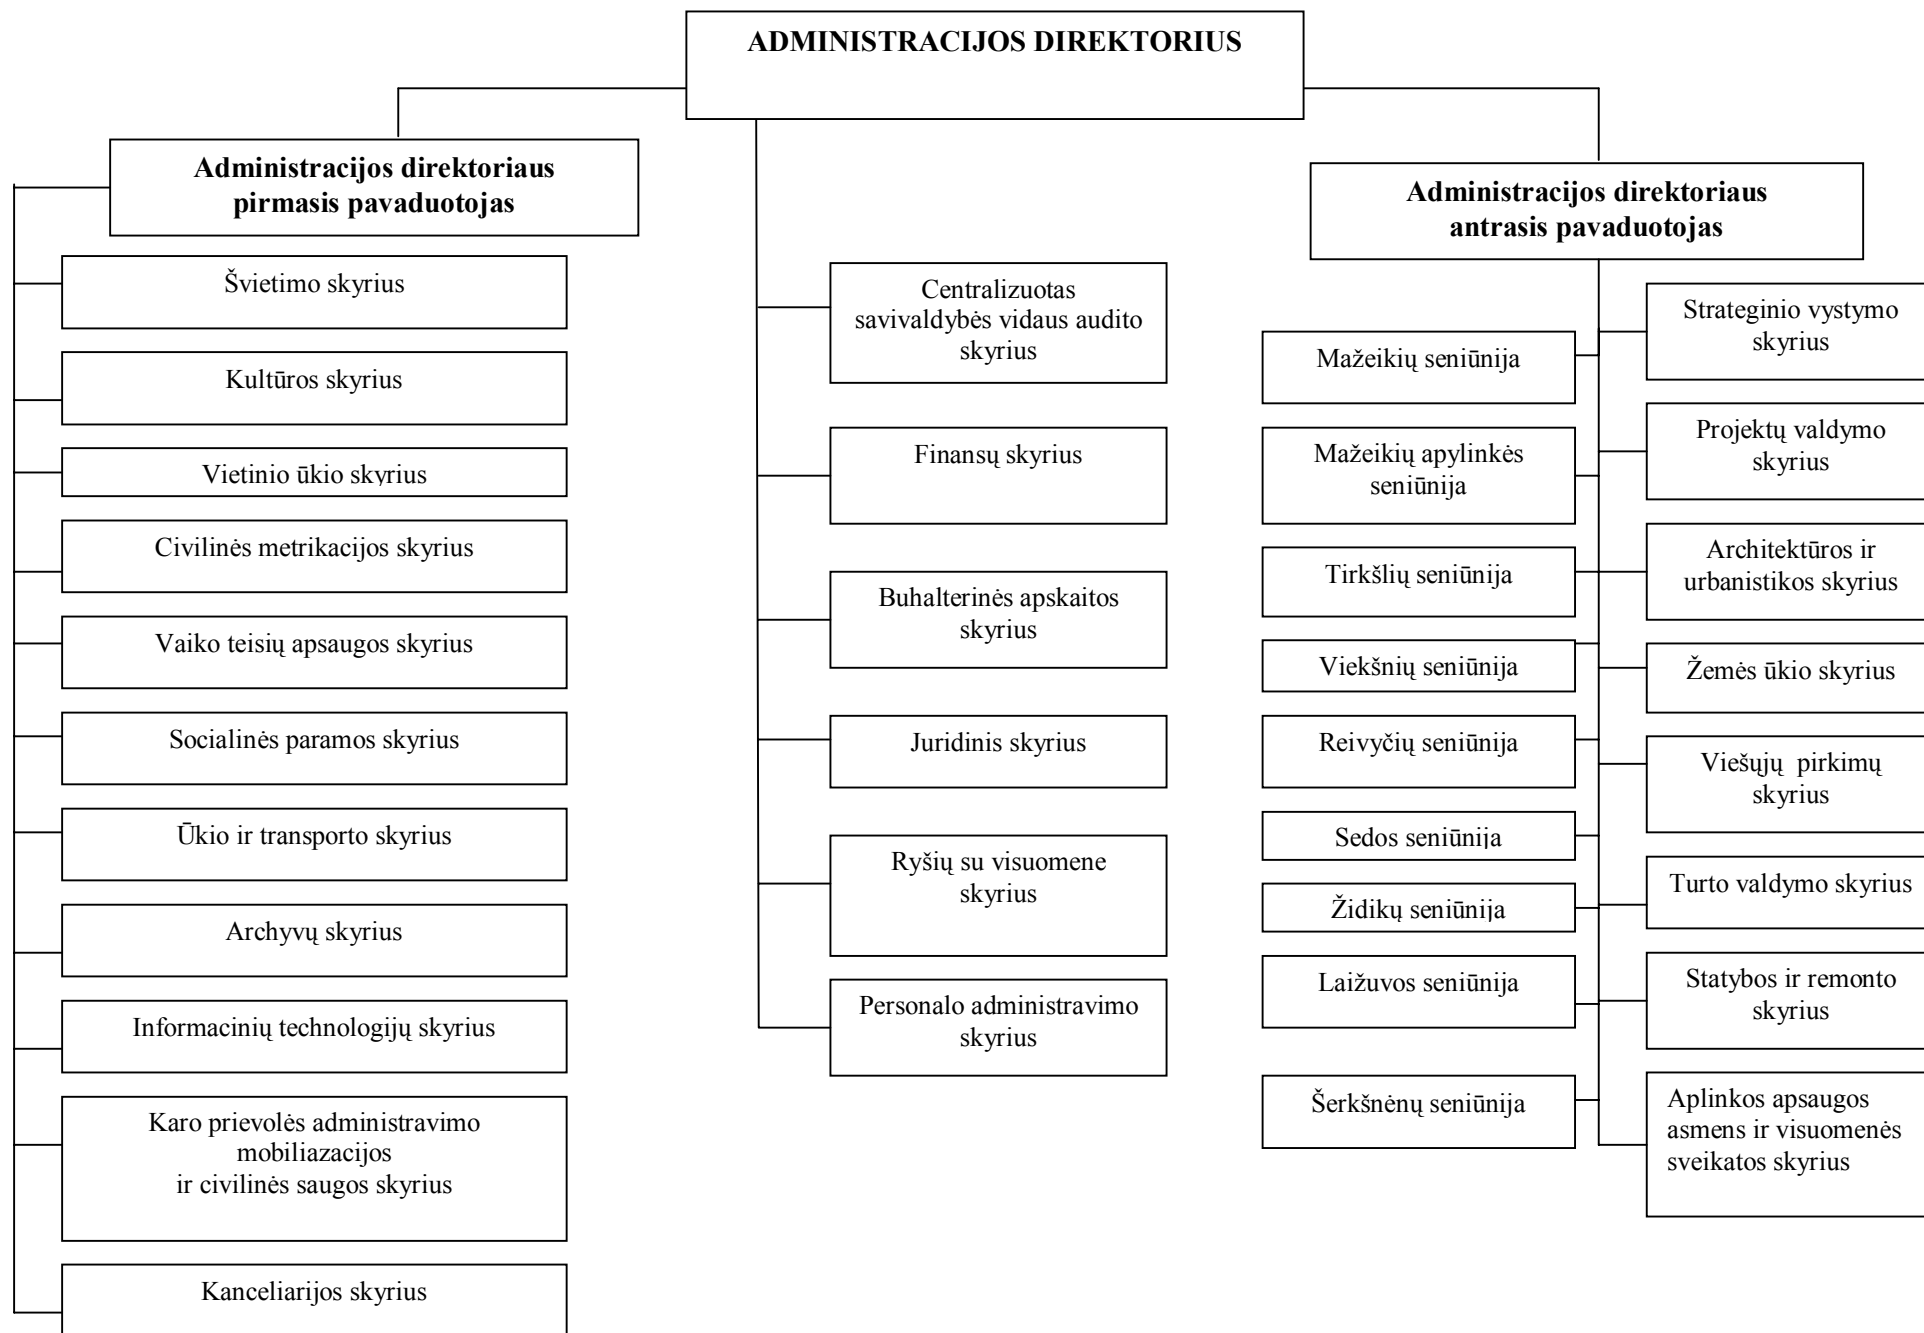 ADMINISTRACIJOS DIREKTORIUS
Administracijos direktoriaus
pirmasis pavaduotojas
Švietimo skyrius
Kultūros skyrius
Vietinio ūkio skyrius
Civilinės metrikacijos skyrius
Vaiko teisių apsaugos skyrius
Socialinės paramos skyrius
Ūkio ir transporto skyrius
Archyvų skyrius
Informacinių technologijų skyrius
Karo prievolės administravimo
mobiliazacijos
ir civilinės saugos skyrius
Kanceliarijos skyrius
Centralizuotas
savivaldybės vidaus audito
skyrius
Finansų skyrius
Buhalterinės apskaitos
skyrius
Juridinis skyrius
Ryšių su visuomene
skyrius
Personalo administravimo
skyrius
Administracijos direktoriaus
antrasis pavaduotojas
Mažeikių seniūnija
Mažeikių apylinkės
seniūnija
Tirkšlių seniūnija
Viekšnių seniūnija
Reivyčių seniūnija
Sedos seniūnija
Židikų seniūnija
Laižuvos seniūnija
Šerkšnėnų seniūnija
Strateginio vystymo
skyrius
Projektų valdymo
skyrius
Architektūros ir
urbanistikos skyrius
Žemės ūkio skyrius
Viešųjų pirkimų
skyrius
Turto valdymo skyrius
Statybos ir remonto
skyrius
Aplinkos apsaugos
asmens ir visuomenės
sveikatos skyrius